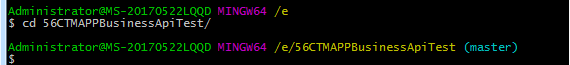 Administrator@MS-20170522LQQD MINGW64 /e
$ cd 56CTMAPPBusinessApiTest/
Administrator@MS-20170522LQQD MINGW64 /e/56CTMAPPBusinessApiTest (master)
$